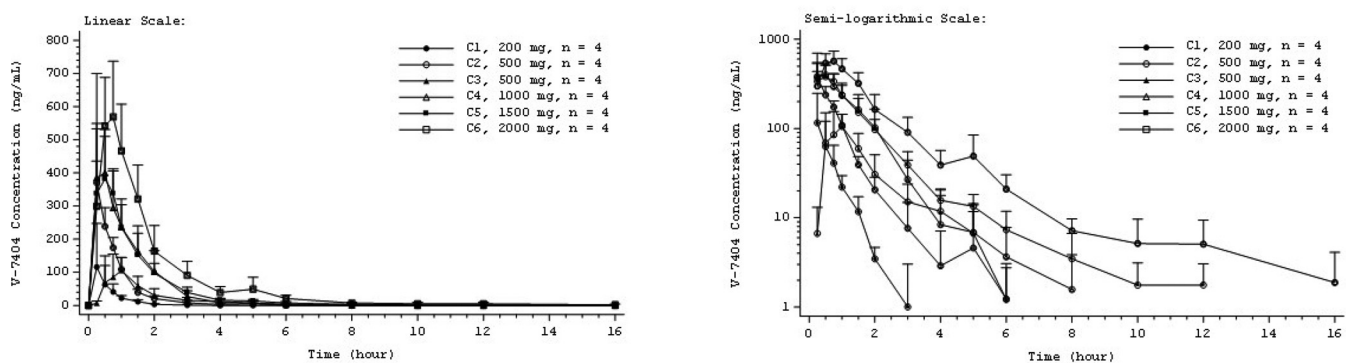 Linear Scale:
V-7404 Concentration (ng/mL)
800
700
600
500
400
300
200
100
0
C1, 200 mg, n = 4
C2, 500 mg, n = 4
C3, 500 mg, n = 4
C4, 1000 mg, n = 4
C5, 1500 mg, n = 4
C6, 2000 mg, n = 4
0 2 4 6 8 10 12 14 16
Time (hour)
Semi-logarithmic Scale:
V-7404 Concentration (ng/mL)
1000
100
10
1
C1, 200 mg, n = 4
C2, 500 mg, n = 4
C3, 500 mg, n = 4
C4, 1000 mg, n = 4
C5, 1500 mg, n = 4
C6, 2000 mg, n = 4
0 2 4 6 8 10 12 14 16
Time (hour)